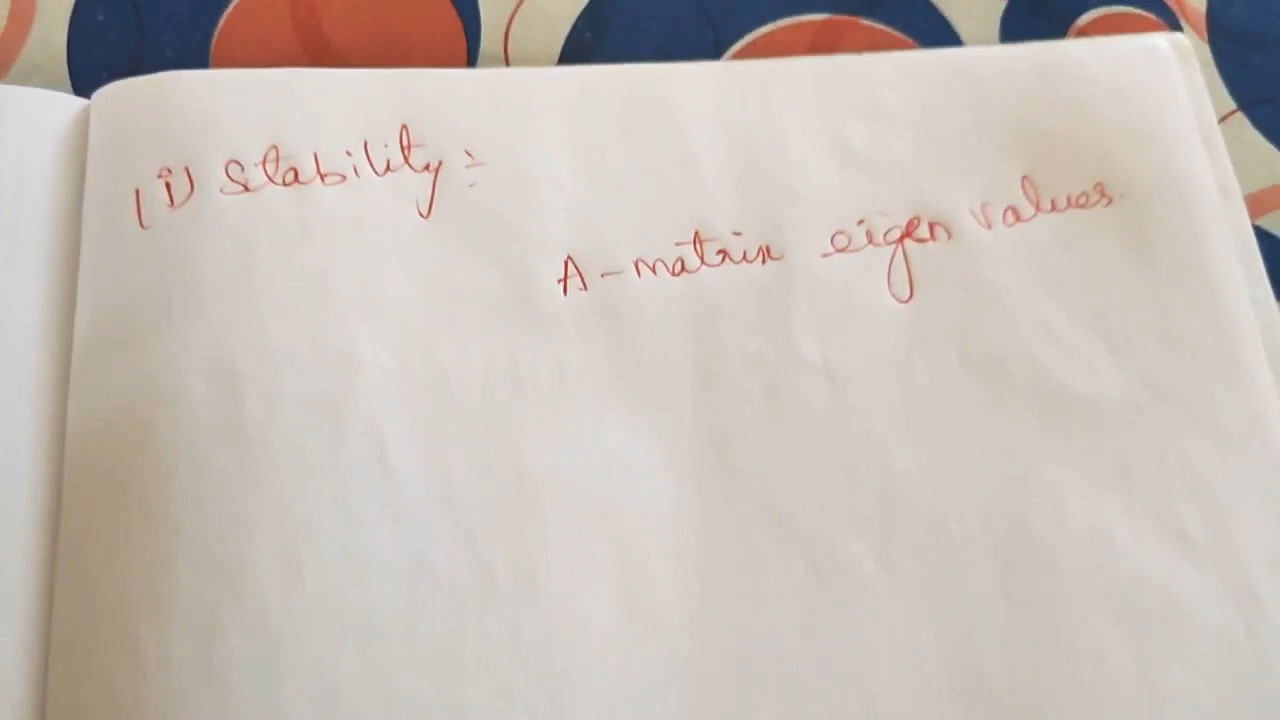 (i) Stability :-
A-matrix eigen values.